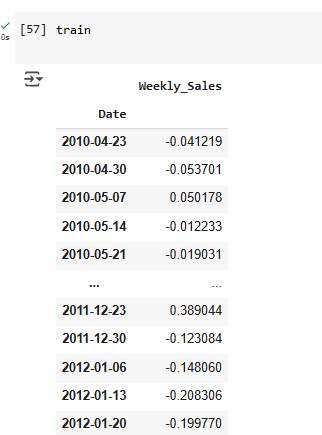 [57] train
0s
Weekly_Sales
Date
2010-04-23 -0.041219
2010-04-30 -0.053701
2010-05-07 0.050178
2010-05-14 -0.012233
2010-05-21 -0.019031
... ...
2011-12-23 0.389044
2011-12-30 -0.123084
2012-01-06 -0.148060
2012-01-13 -0.208306
2012-01-20 -0.199770